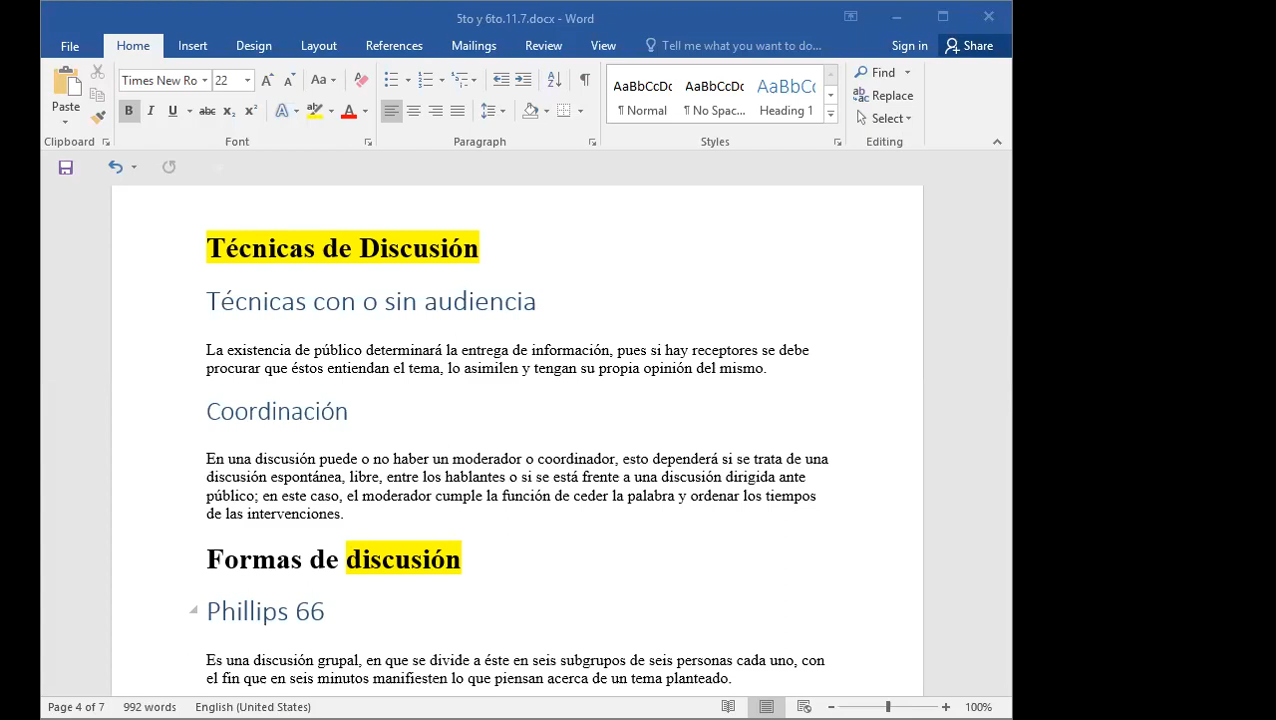 5to y 6to.11.7.docx - Word
File Home Insert Design Layout References Mailings Review View Tell me what you want to do... Sign in Share
Times New Ro 22 Aa
Paste
B I U abc x₂ x² A ab A
AaBbCcDc AaBbCcDc AaBbCc
¶ Normal ¶ No Spac... Heading 1
Find
Replace
Select
Clipboard Font Paragraph Styles Editing
Técnicas de Discusión
Técnicas con o sin audiencia
La existencia de público determinará la entrega de información, pues si hay receptores se debe
procurar que éstos entiendan el tema, lo asimilen y tengan su propia opinión del mismo.
Coordinación
En una discusión puede o no haber un moderador o coordinador, esto dependerá si se trata de una
discusión espontánea, libre, entre los hablantes o si se está frente a una discusión dirigida ante
público; en este caso, el moderador cumple la función de ceder la palabra y ordenar los tiempos
de las intervenciones.
Formas de discusión
Phillips 66
Es una discusión grupal, en que se divide a éste en seis subgrupos de seis personas cada uno, con
el fín que en seis minutos manifiesten lo que piensan acerca de un tema planteado.
Page 4 of 7 992 words English (United States) 100%